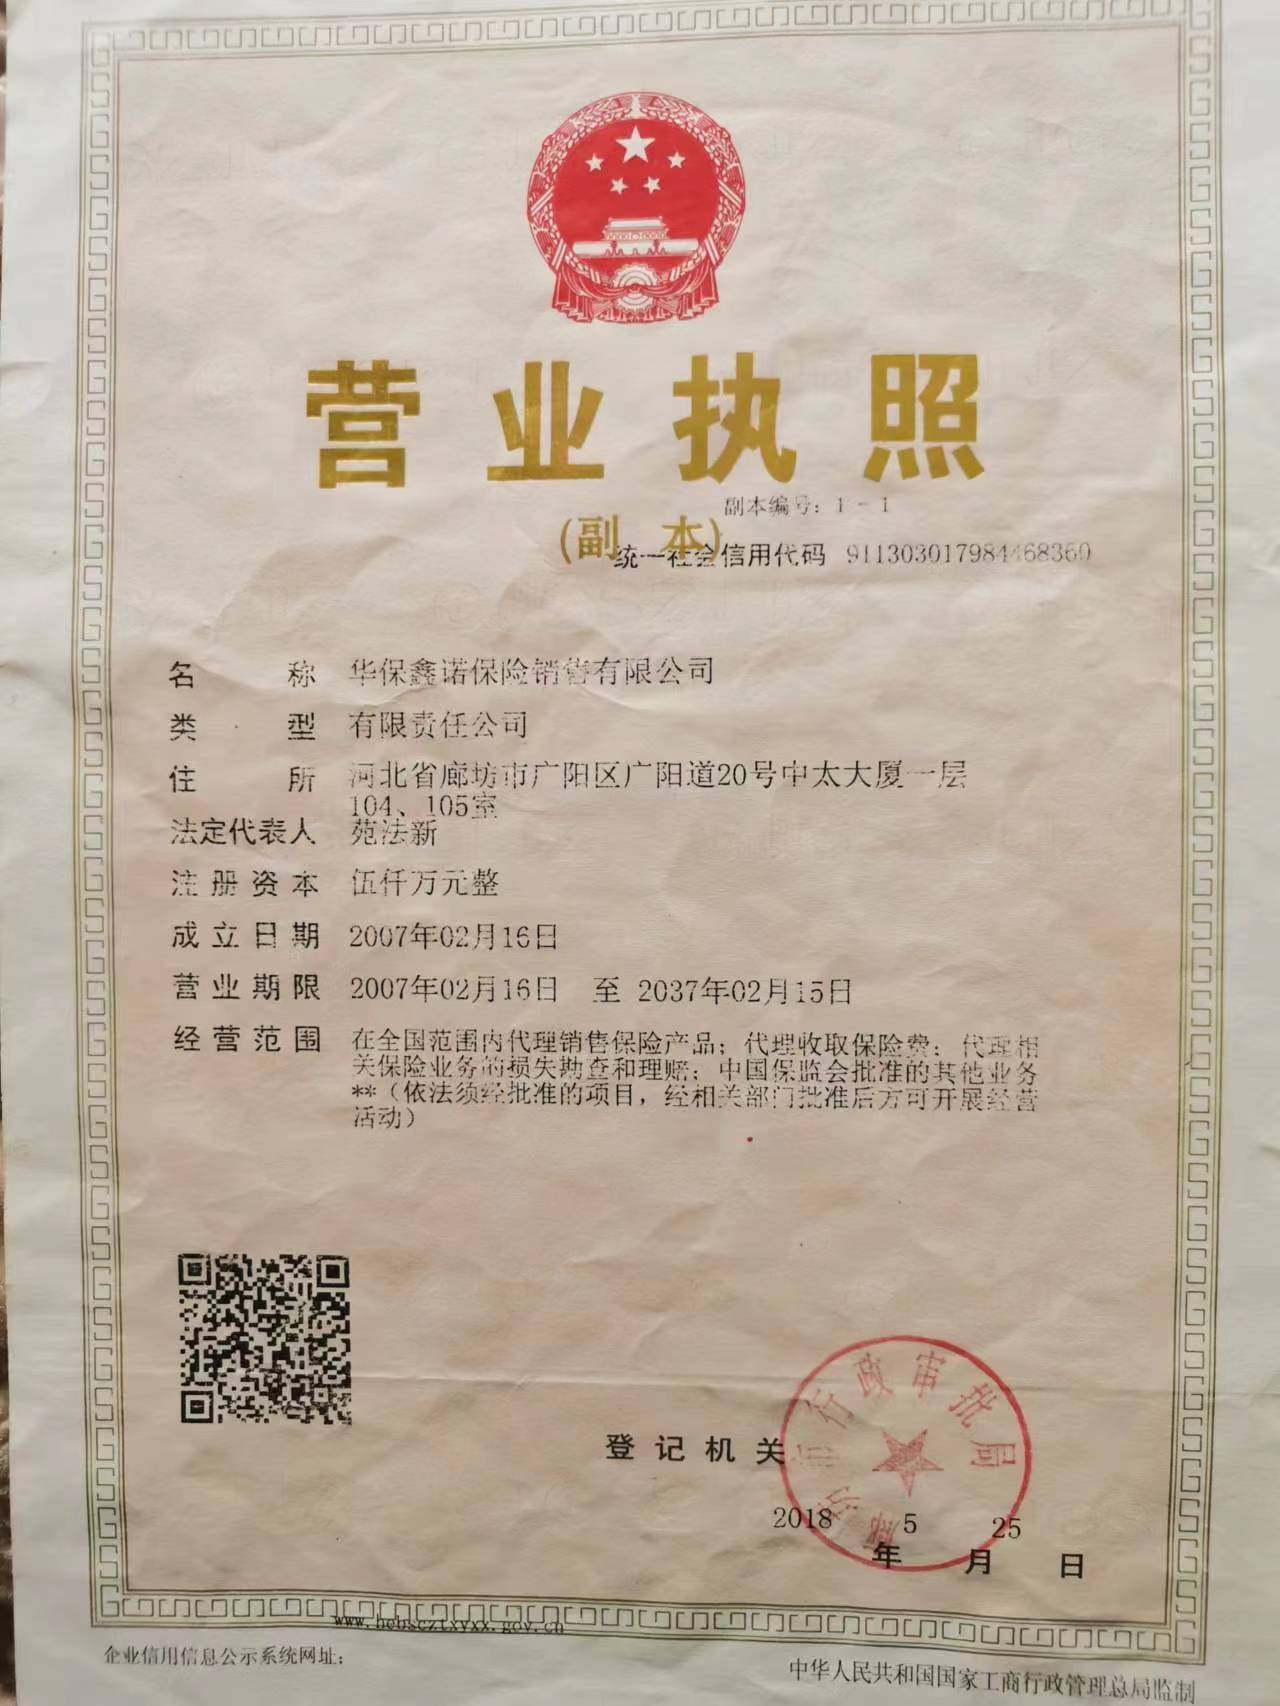 营业执照
副本编号：1-1
(副 本)
统一社会信用代码 911303017984468360
名 称 华保鑫诺保险销售有限公司
类 型 有限责任公司
住 所 河北省廊坊市广阳区广阳道20号中太大厦一层
104、105室
法定代表人 苑法新
注册资本 伍仟万元整
成立日期 2007年02月16日
营业期限 2007年02月16日 至 2037年02月15日
经营范围 在全国范围内代理销售保险产品；代理收取保险费；代理相
关保险业务的损失勘查和理赔；中国保监会批准的其他业务
**（依法须经批准的项目，经相关部门批准后方可开展经营
活动）
廊坊市行政审批局
登记机关
2018 5 25
年 月 日
www.hebscztxyxx.gov.cn
企业信用信息公示系统网址：
中华人民共和国国家工商行政管理总局监制